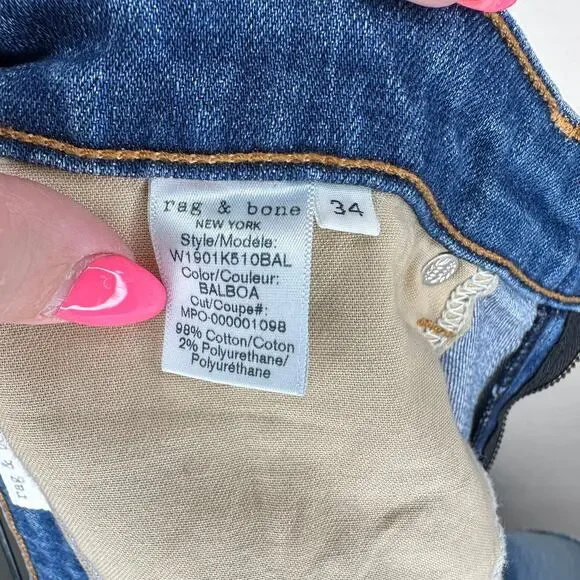 rag & bone
NEW YORK
Style/Modéle:
W1901K510BAL
Color/Couleur:
BALBOA
Cut/Coupe#:
MPO-000001098
98% Cotton/Coton
2% Polyurethane/
Polyuréthane/
34
rag & b